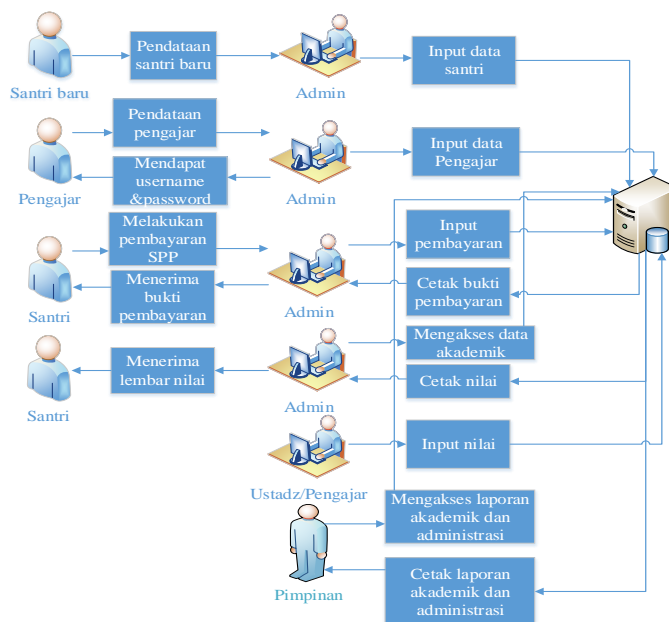 Pendataan
santri baru
Input data
santri
Santri baru
Admin
Pendataan
pengajar
Input data
Pengajar
Mendapat
username
&password
Pengajar
Admin
Melakukan
pembayaran
SPP
Input
pembayaran
Menerima
bukti
pembayaran
Cetak bukti
pembayaran
Santri
Admin
Mengakses data
akademik
Menerima
lembar nilai
Cetak nilai
Santri
Admin
Input nilai
Ustadz/Pengajar
Mengakses laporan
akademik dan
administrasi
Cetak laporan
akademik dan
administrasi
Pimpinan